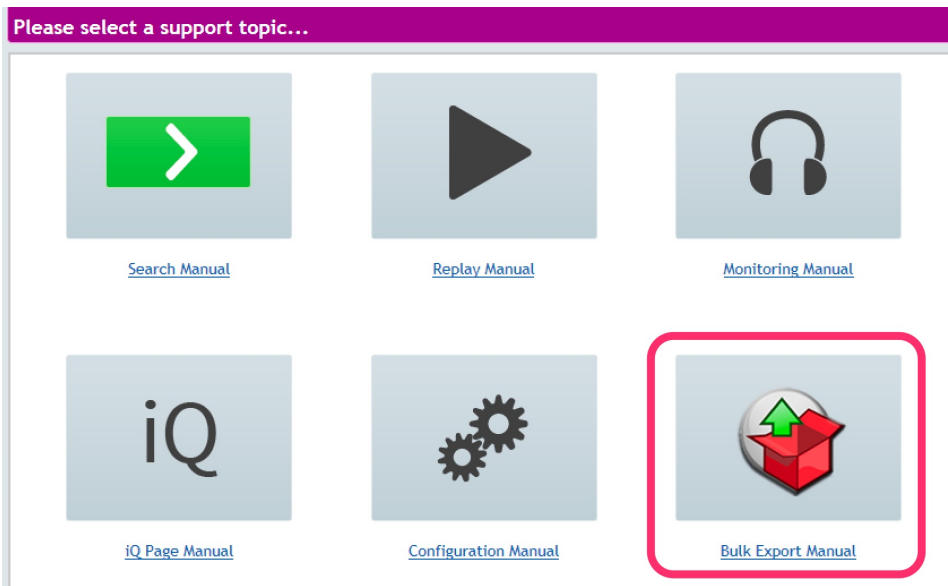 Please select a support topic...
Search Manual
Replay Manual
Monitoring Manual
iQ
iQ Page Manual
Configuration Manual
Bulk Export Manual